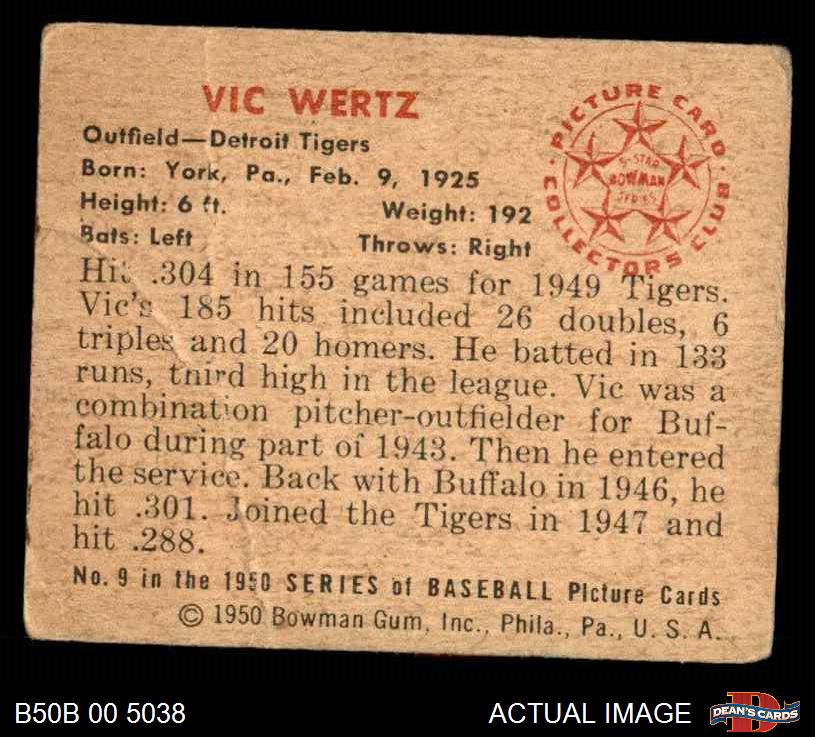 VIC WERTZ
Outfield—Detroit Tigers
Born: York, Pa., Feb. 9, 1925
Height: 6 ft. Weight: 192
Bats: Left Throws: Right
PICTURE CARD COLLECTORS CLUB
5-STAR
BOWMAN
SERIES
Hit .304 in 155 games for 1949 Tigers.
Vic's 185 hits included 26 doubles, 6
triples and 20 homers. He batted in 133
runs, third high in the league. Vic was a
combination pitcher-outfielder for Buf-
falo during part of 1943. Then he entered
the service. Back with Buffalo in 1946, he
hit .301. Joined the Tigers in 1947 and
hit .288.
No. 9 in the 1950 SERIES of BASEBALL Picture Cards
© 1950 Bowman Gum, Inc., Phila., Pa., U. S. A.
B50B 00 5038 ACTUAL IMAGE D DEAN'S CARDS